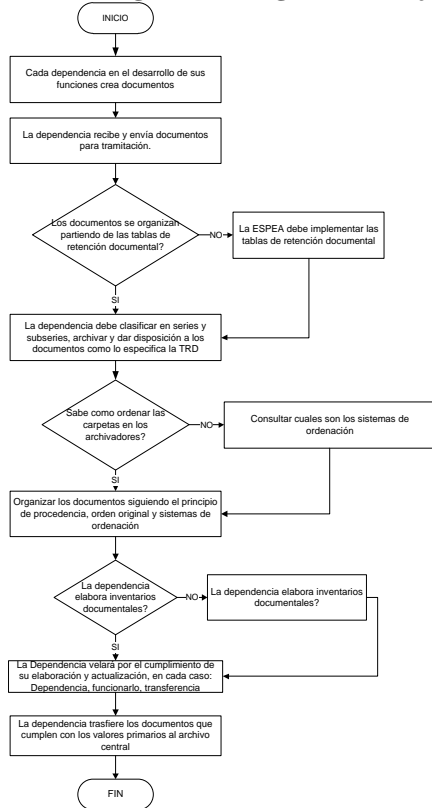 INICIO
Cada dependencia en el desarrollo de sus
funciones crea documentos
La dependencia recibe y envía documentos
para tramitación.
Los documentos se organizan
partiendo de las tablas de
retención documental?
NO
La ESPEA debe implementar las
tablas de retención documental
SI
La dependencia debe clasificar en series y
subseries, archivar y dar disposición a los
documentos como lo especifica la TRD
Sabe como ordenar las
carpetas en los
archivadores?
NO
Consultar cuales son los sistemas de
ordenación
SI
Organizar los documentos siguiendo el principio
de procedencia, orden original y sistemas de
ordenación
La dependencia
elabora inventarios
documentales?
NO
La dependencia elabora inventarios
documentales?
SI
La Dependencia velará por el cumplimiento de
su elaboración y actualización, en cada caso:
Dependencia, funcionarlo, transferencia
La dependencia trasfiere los documentos que
cumplen con los valores primarios al archivo
central
FIN